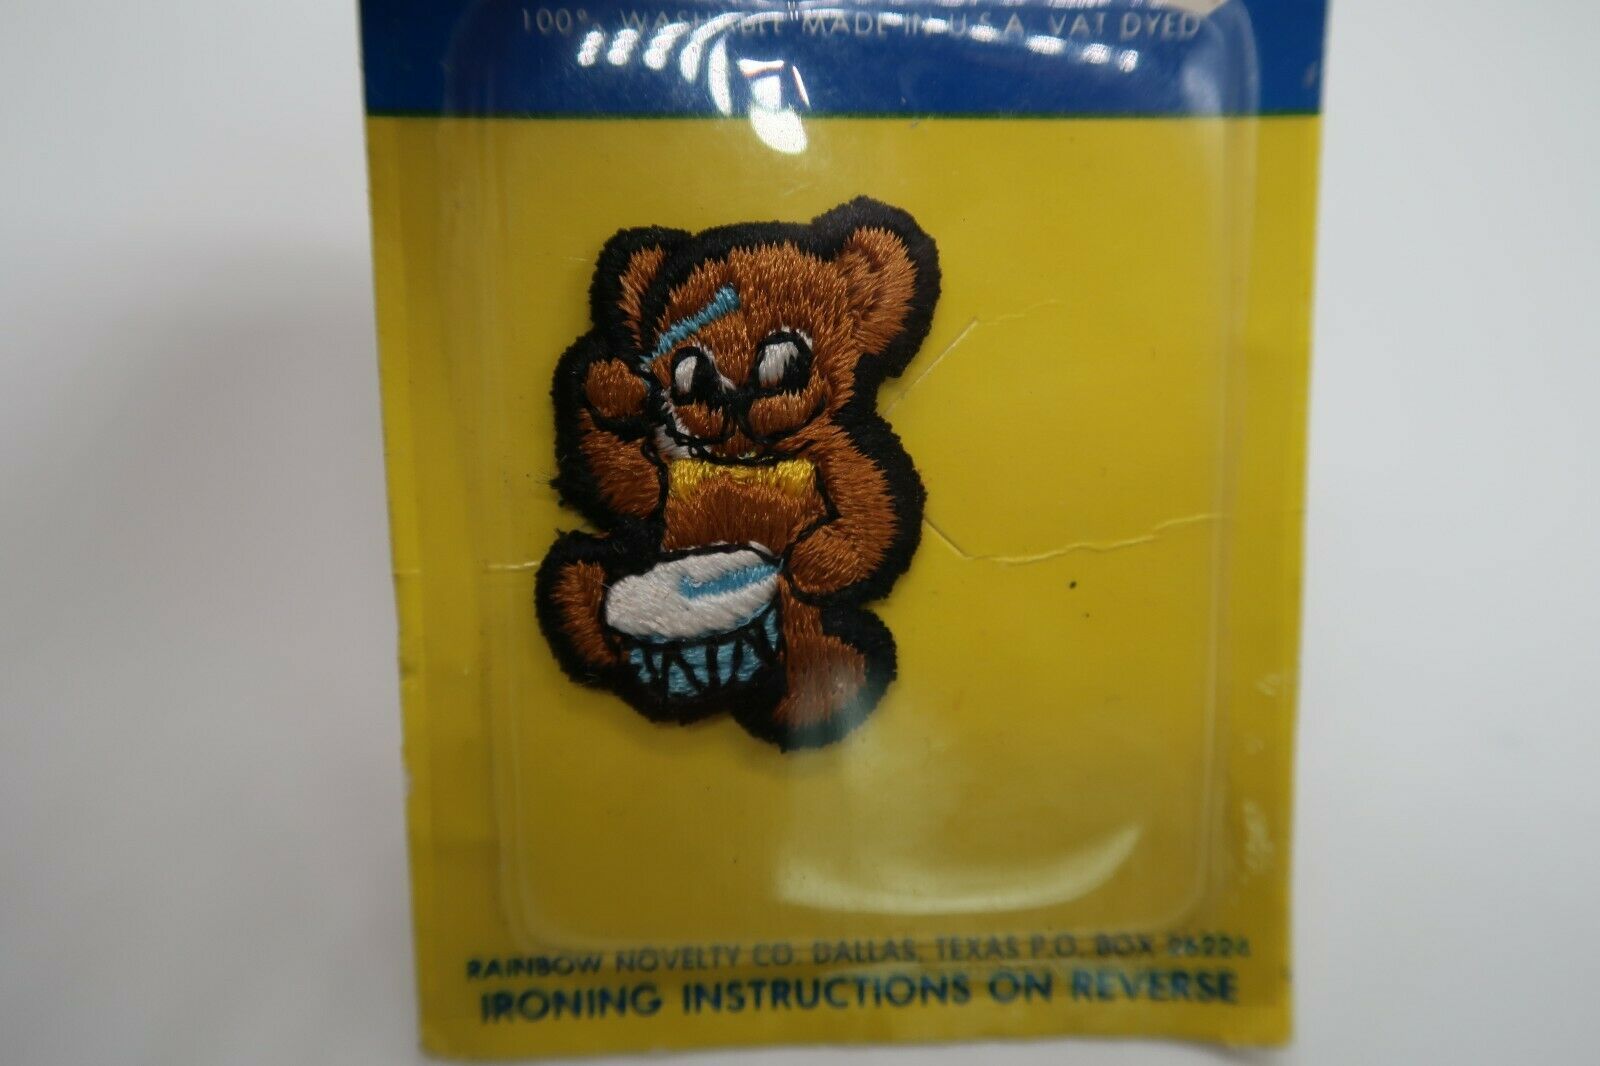 100% WASHABLE MADE IN U.S.A. VAT DYED
RAINBOW NOVELTY CO. DALLAS, TEXAS P.O. BOX
IRONING INSTRUCTIONS ON REVERSE